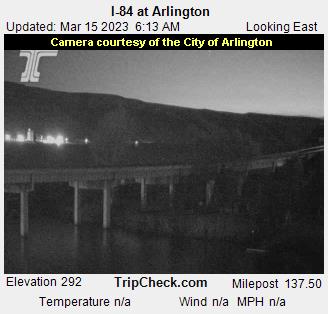 I-84 at Arlington
Updated: Mar 15 2023 6:13 AM Looking East
Camera courtesy of the City of Arlington
Elevation 292 TripCheck.com Milepost 137.50
Temperature n/a Wind n/a MPH n/a